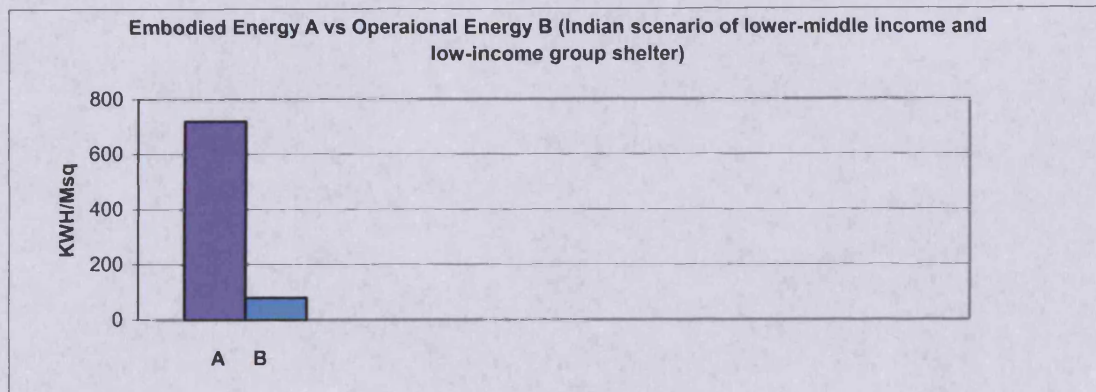 Embodied Energy A vs Operaional Energy B (Indian scenario of lower-middle income and
low-income group shelter)
800
600
400
200
0
KWH/Msq
A B